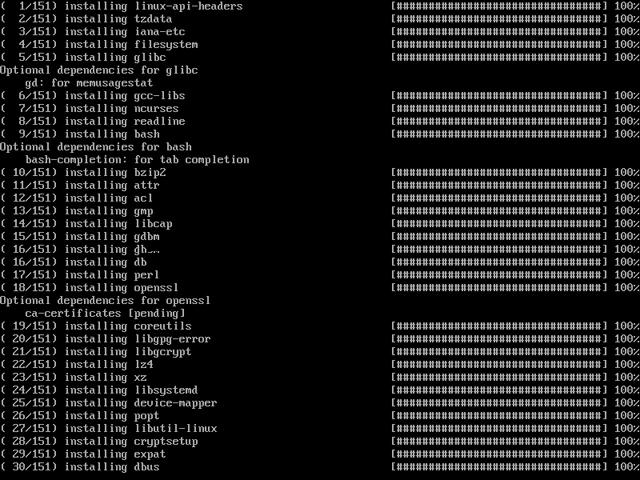 ( 1/151) installing linux-api-headers [################################] 100%
( 2/151) installing tzdata [################################] 100%
( 3/151) installing iana-etc [################################] 100%
( 4/151) installing filesystem [################################] 100%
( 5/151) installing glibc [################################] 100%
Optional dependencies for glibc
gd: for memusagestat
( 6/151) installing gcc-libs [################################] 100%
( 7/151) installing ncurses [################################] 100%
( 8/151) installing readline [################################] 100%
( 9/151) installing bash [################################] 100%
Optional dependencies for bash
bash-completion: for tab completion
( 10/151) installing bzip2 [################################] 100%
( 11/151) installing attr [################################] 100%
( 12/151) installing acl [################################] 100%
( 13/151) installing gmp [################################] 100%
( 14/151) installing libcap [################################] 100%
( 15/151) installing gdbm [################################] 100%
( 16/151) installing [################################] 100%
( 16/151) installing db [################################] 100%
( 17/151) installing perl [################################] 100%
( 18/151) installing openssl [################################] 100%
Optional dependencies for openssl
ca-certificates [pending]
( 19/151) installing coreutils [################################] 100%
( 20/151) installing libgpg-error [################################] 100%
( 21/151) installing libgcrypt [################################] 100%
( 22/151) installing lz4 [################################] 100%
( 23/151) installing xz [################################] 100%
( 24/151) installing libsystemd [################################] 100%
( 25/151) installing device-mapper [################################] 100%
( 26/151) installing popt [################################] 100%
( 27/151) installing libutil-linux [################################] 100%
( 28/151) installing cryptsetup [################################] 100%
( 29/151) installing expat [################################] 100%
( 30/151) installing dbus [################################] 100%